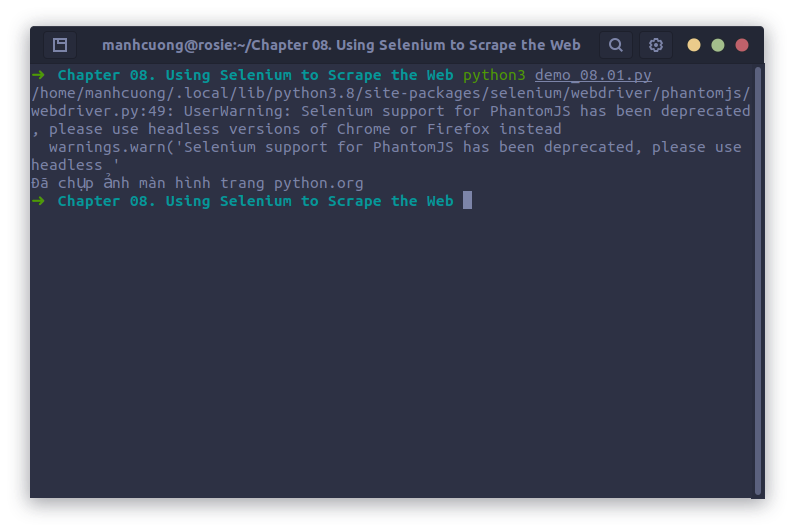 manhcuong@rosie:~/Chapter 08. Using Selenium to Scrape the Web
➜ Chapter 08. Using Selenium to Scrape the Web python3 demo_08.01.py
/home/manhcuong/.local/lib/python3.8/site-packages/selenium/webdriver/phantomjs/
webdriver.py:49: UserWarning: Selenium support for PhantomJS has been deprecated
, please use headless versions of Chrome or Firefox instead
  warnings.warn('Selenium support for PhantomJS has been deprecated, please use
headless '
Đã chụp ảnh màn hình trang python.org
➜ Chapter 08. Using Selenium to Scrape the Web